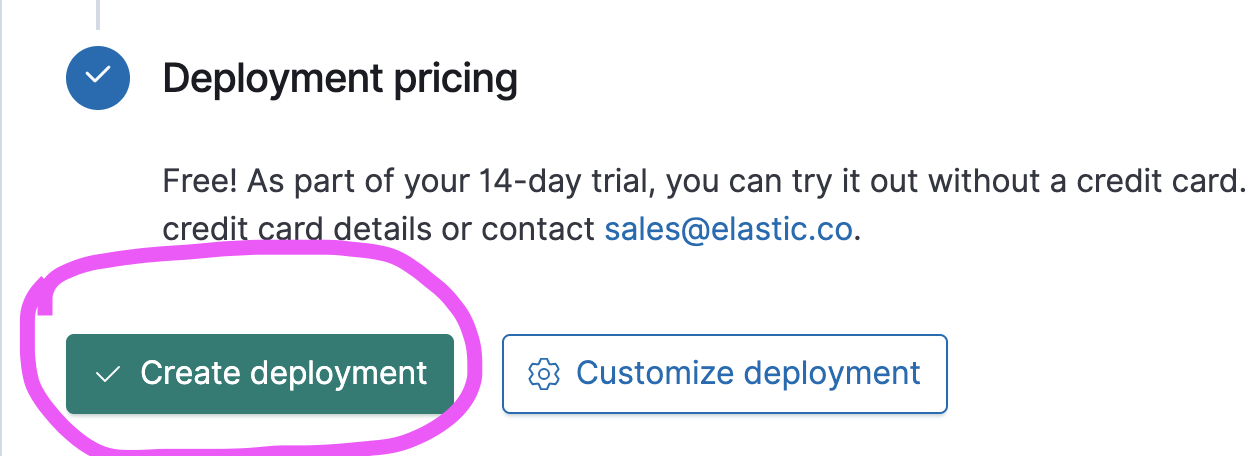 Deployment pricing
Free! As part of your 14-day trial, you can try it out without a credit card.
credit card details or contact sales@elastic.co.
Create deployment
Customize deployment